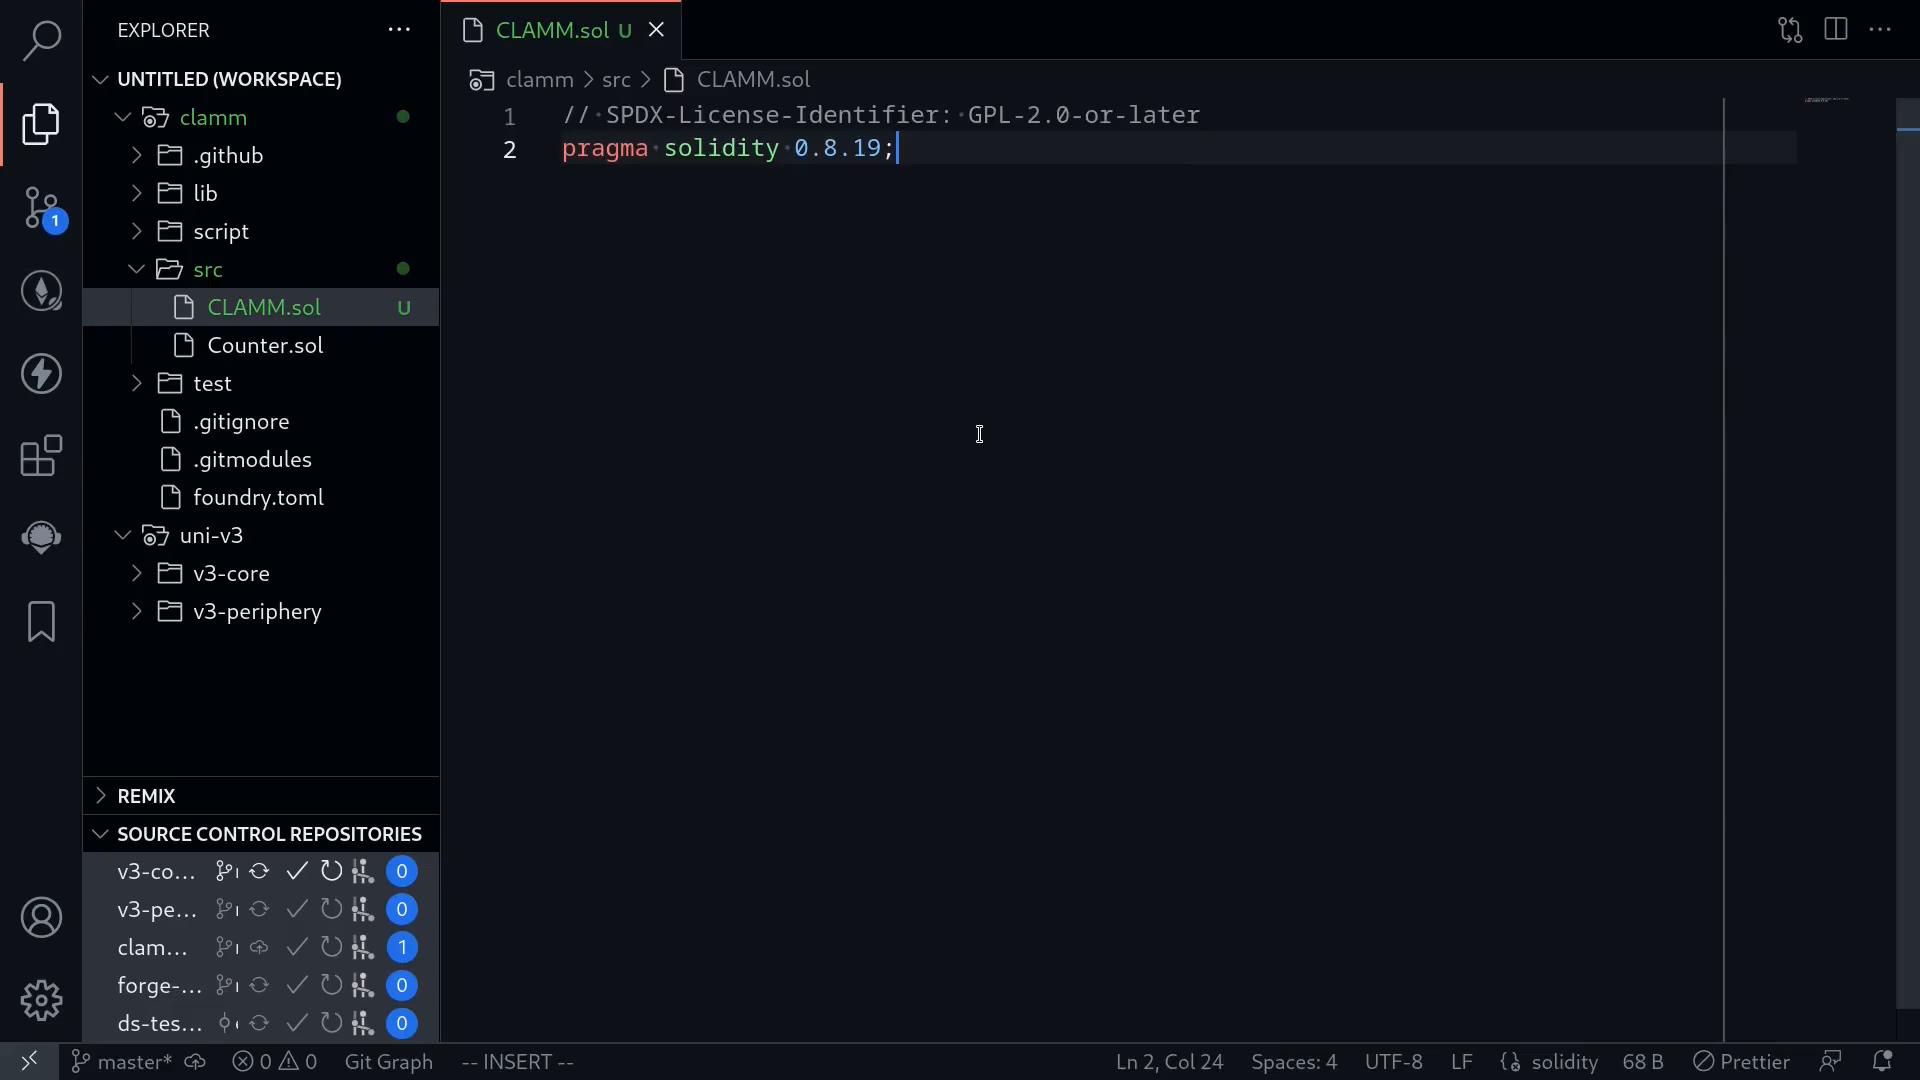 EXPLORER
UNTITLED (WORKSPACE)
clamm
.github
lib
script
src
CLAMM.sol U
Counter.sol
test
.gitignore
.gitmodules
foundry.toml
uni-v3
v3-core
v3-periphery
REMIX
SOURCE CONTROL REPOSITORIES
v3-co... 0
v3-pe... 0
clam... 1
forge-... 0
ds-tes... 0
1
CLAMM.sol U
clamm > src > CLAMM.sol
1 // SPDX-License-Identifier: GPL-2.0-or-later
2 pragma solidity 0.8.19;
master* 0 0 Git Graph -- INSERT -- Ln 2, Col 24 Spaces: 4 UTF-8 LF solidity 68 B Prettier